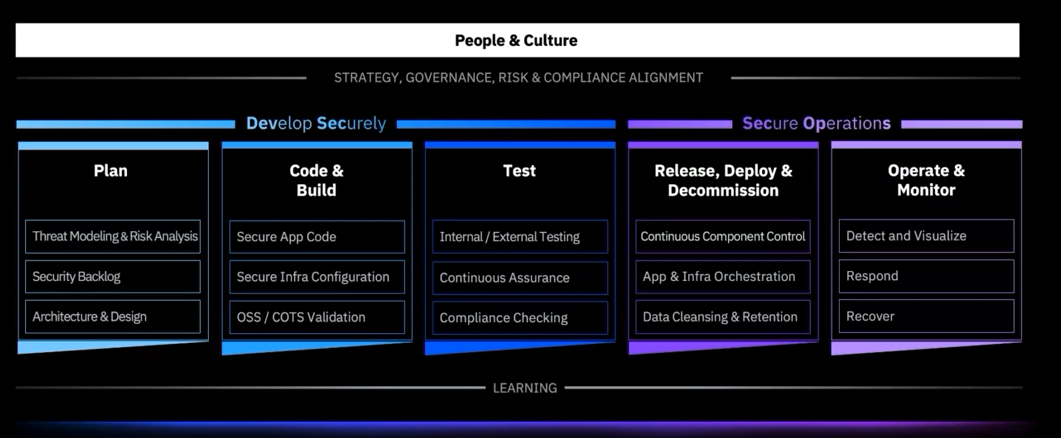 People & Culture
STRATEGY, GOVERNANCE, RISK & COMPLIANCE ALIGNMENT
Develop Securely
Secure Operations
Plan
Threat Modeling & Risk Analysis
Security Backlog
Architecture & Design
Code &
Build
Secure App Code
Secure Infra Configuration
OSS / COTS Validation
Test
Internal / External Testing
Continuous Assurance
Compliance Checking
Release, Deploy &
Decommission
Continuous Component Control
App & Infra Orchestration
Data Cleansing & Retention
Operate &
Monitor
Detect and Visualize
Respond
Recover
LEARNING